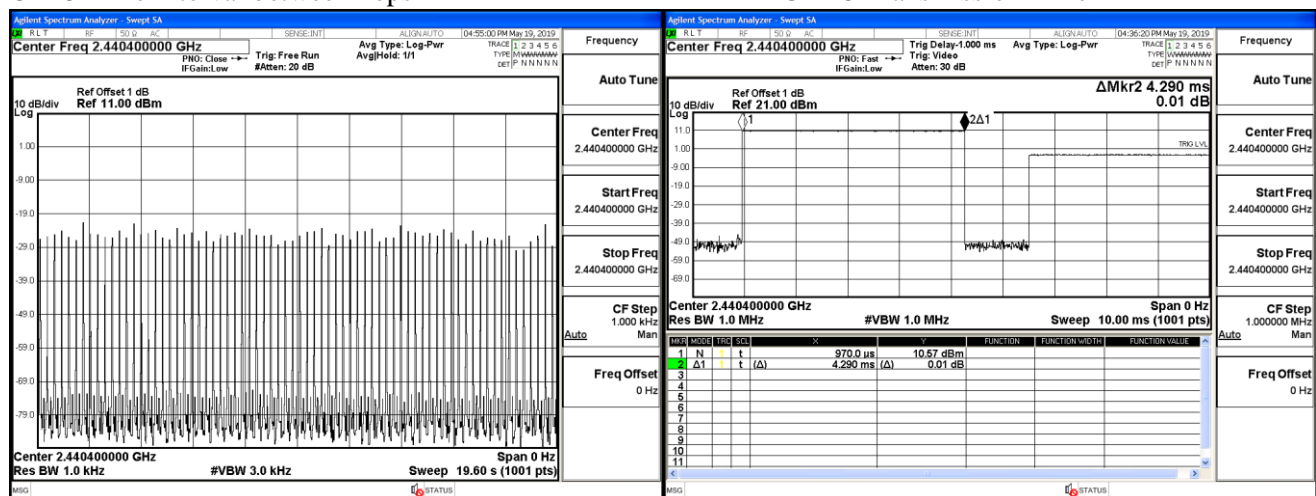 Agilent Spectrum Analyzer - Swept SA
RLT RF 50 Ω AC SENSE:INT ALIGNAUTO 04:55:00 PM May 19, 2019
Center Freq 2.440400000 GHz
PNO: Close
IFGain:Low
Trig: Free Run
#Atten: 20 dB
Avg Type: Log-Pwr
Avg|Hold: 1/1
TRACE 1 2 3 4 5 6
TYPE
DET P N N N N N
Ref Offset 1 dB
10 dB/div Ref 11.00 dBm
Log
1.00
-9.00
-19.0
-29.0
-39.0
-49.0
-59.0
-69.0
-79.0
Center 2.440400000 GHz Span 0 Hz
Res BW 1.0 kHz #VBW 3.0 kHz Sweep 19.60 s (1001 pts)
MSG STATUS
Frequency
Auto Tune
Center Freq
2.440400000 GHz
Start Freq
2.440400000 GHz
Stop Freq
2.440400000 GHz
CF Step
1.000 kHz
Auto Man
Freq Offset
0 Hz
Agilent Spectrum Analyzer - Swept SA
RLT RF 50 Ω AC SENSE:INT ALIGNAUTO 04:36:20 PM May 19, 2019
Center Freq 2.440400000 GHz
PNO: Fast
IFGain:Low
Trig Delay-1.000 ms
Trig: Video
Atten: 30 dB
Avg Type: Log-Pwr
TRACE 1 2 3 4 5 6
TYPE
DET P N N N N N
ΔMkr2 4.290 ms
0.01 dB
Ref Offset 1 dB
10 dB/div Ref 21.00 dBm
Log
1
2Δ1
11.0
1.00
TRIG LVL
-9.00
-19.0
-29.0
-39.0
-49.0
-59.0
-69.0
Center 2.440400000 GHz Span 0 Hz
Res BW 1.0 MHz #VBW 1.0 MHz Sweep 10.00 ms (1001 pts)
MKR MODE TRC SCL X Y FUNCTION FUNCTION WIDTH FUNCTION VALUE
1 N 1 t 970.0 µs 10.57 dBm
2 Δ1 1 t (Δ) 4.290 ms (Δ) 0.01 dB
3
4
5
6
7
8
9
10
11
MSG STATUS
Frequency
Auto Tune
Center Freq
2.440400000 GHz
Start Freq
2.440400000 GHz
Stop Freq
2.440400000 GHz
CF Step
1.000000 MHz
Auto Man
Freq Offset
0 Hz